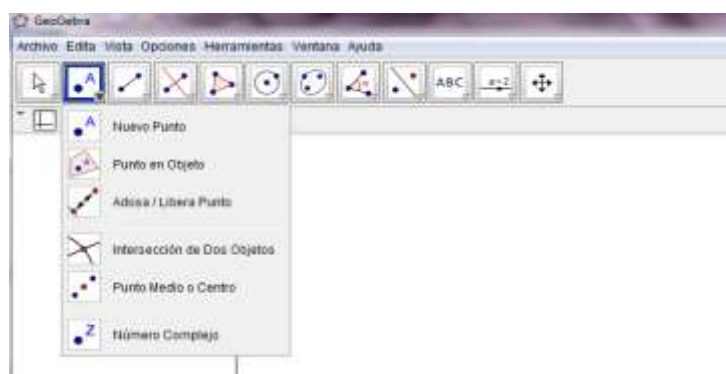 GeoGebra
Archivo Edita Vista Opciones Herramientas Ventana Ayuda
A ABC a=2
A Nuevo Punto
Punto en Objeto
Adosa / Libera Punto
Intersección de Dos Objetos
Punto Medio o Centro
Z Número Complejo